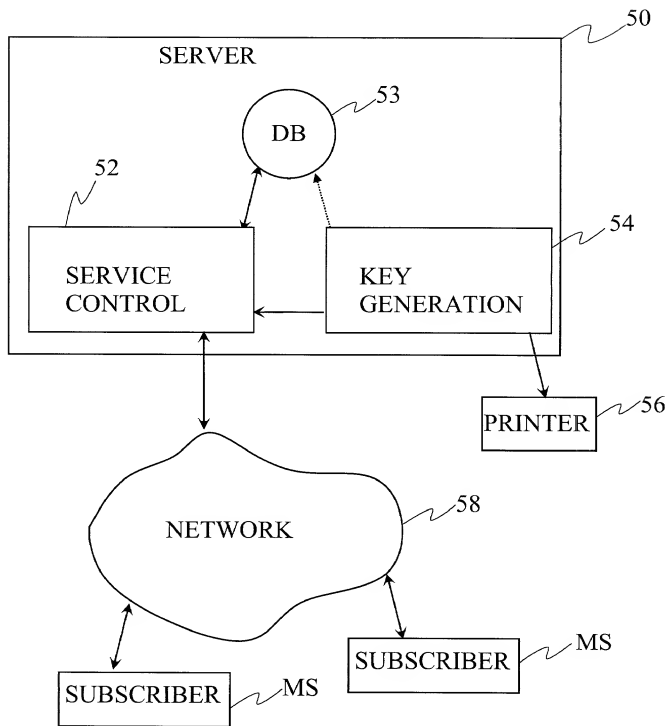 50
SERVER
53
DB
52
54
SERVICE
CONTROL
KEY
GENERATION
PRINTER
56
NETWORK
58
SUBSCRIBER
MS
SUBSCRIBER
MS